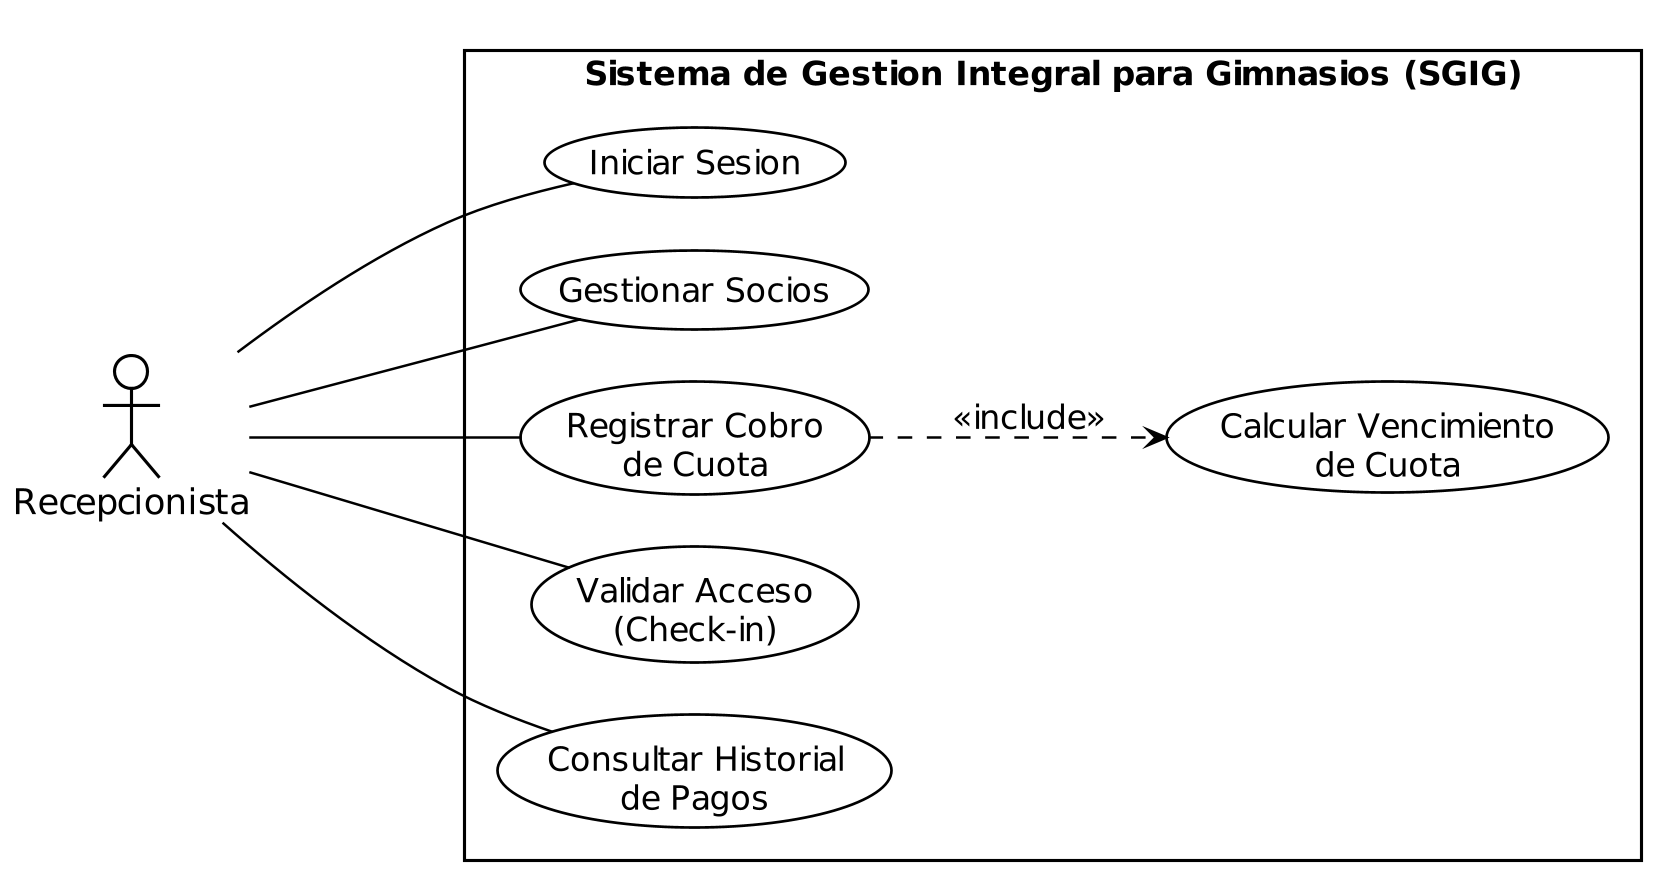 Sistema de Gestion Integral para Gimnasios (SGIG)
Iniciar Sesion
Gestionar Socios
Registrar Cobro
de Cuota
«include»
Calcular Vencimiento
de Cuota
Recepcionista
Validar Acceso
(Check-in)
Consultar Historial
de Pagos